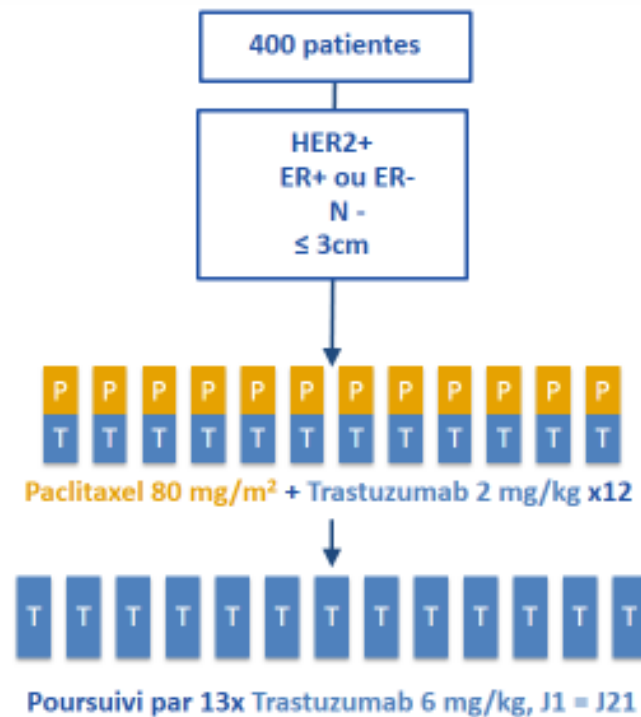 400 patientes
HER2+
ER+ ou ER-
N -
≤ 3cm
P P P P P P P P P P P P
T T T T T T T T T T T T
Paclitaxel 80 mg/m² + Trastuzumab 2 mg/kg x12
T T T T T T T T T T T T T
Poursuivi par 13x Trastuzumab 6 mg/kg, J1 = J21